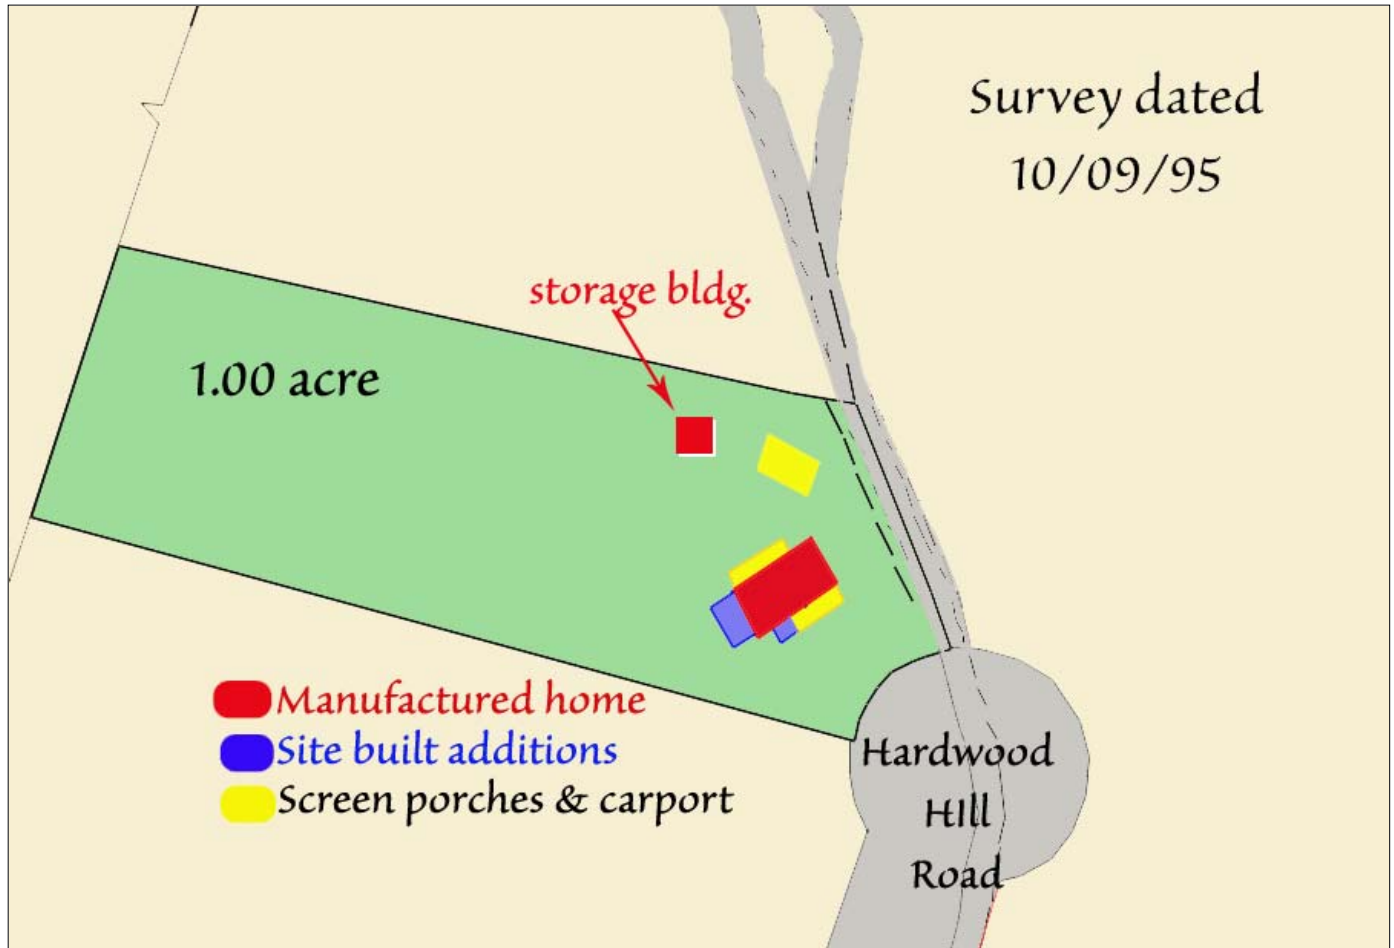 Survey dated
10/09/95
storage bldg.
1.00 acre
Manufactured home
Site built additions
Screen porches & carport
Hardwood
HIll
Road